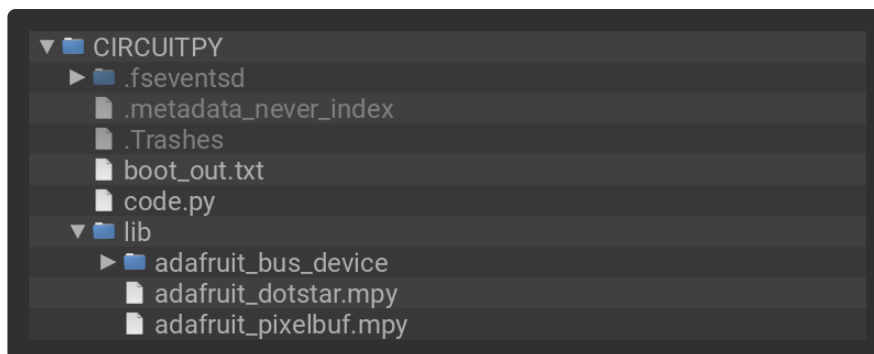 CIRCUITPY
.fseventsd
.metadata_never_index
.Trashes
boot_out.txt
code.py
lib
adafruit_bus_device
adafruit_dotstar.mpy
adafruit_pixelbuf.mpy